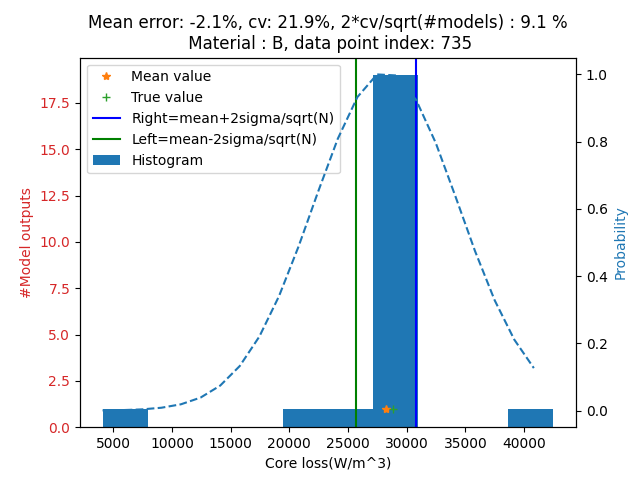 Mean error: -2.1%, cv: 21.9%, 2*cv/sqrt(#models) : 9.1 %
Material : B, data point index: 735
Mean value
True value
Right=mean+2sigma/sqrt(N)
Left=mean-2sigma/sqrt(N)
Histogram
#Model outputs
17.5
15.0
12.5
10.0
7.5
5.0
2.5
0.0
1.0
0.8
0.6
0.4
0.2
0.0
Probability
5000 10000 15000 20000 25000 30000 35000 40000
Core loss(W/m^3)